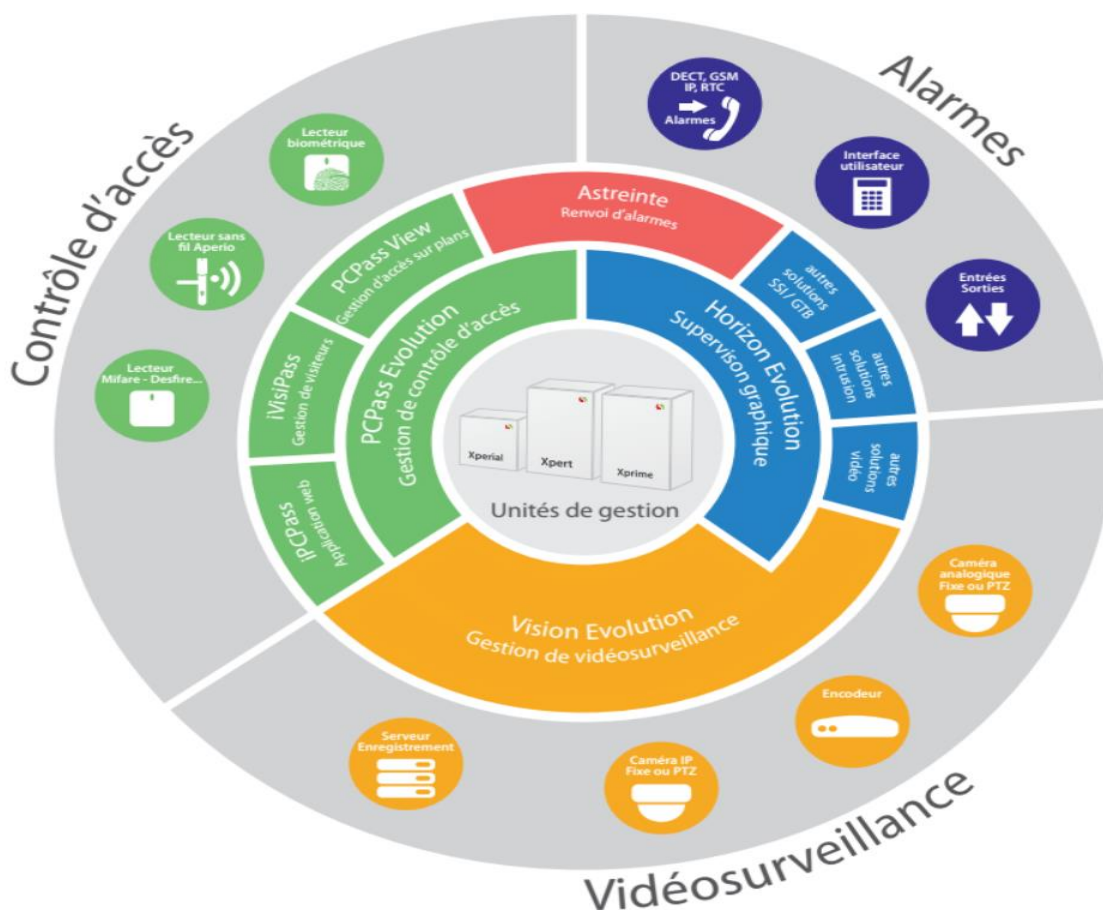 Contrôle d'accès
Lecteur
biométrique
Lecteur sans
fil Aperio
Lecteur
Mifare - Desfire...
Alarmes
DECT, GSM
IP, RTC
Alarmes
Interface
utilisateur
Entrées
Sorties
Astreinte
Renvoi d'alarmes
PCPass View
Gestion d'accès sur plans
iVisiPass
Gestion de visiteurs
iPCPass
Application web
PCPass Evolution
Gestion de contrôle d'accès
Horizon Evolution
Supervison graphique
autres
solutions
SSI / GTB
autres
solutions
intrusion
autres
solutions
vidéo
Xperial
Xpert
Xprime
Unités de gestion
Vision Evolution
Gestion de vidéosurveillance
Caméra
analogique
Fixe ou PTZ
Encodeur
Caméra IP
Fixe ou PTZ
Serveur
Enregistrement
Vidéosurveillance